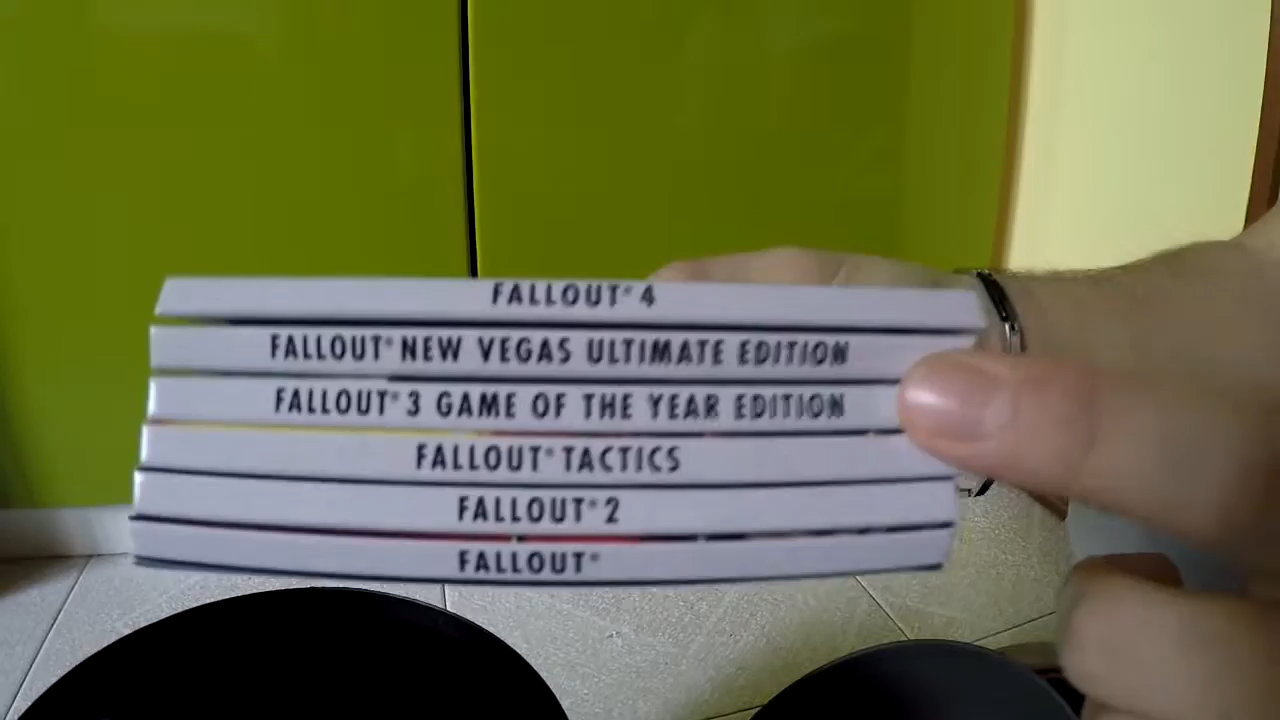 FALLOUT® 4
FALLOUT® NEW VEGAS ULTIMATE EDITION
FALLOUT® 3 GAME OF THE YEAR EDITION
FALLOUT® TACTICS
FALLOUT® 2
FALLOUT®